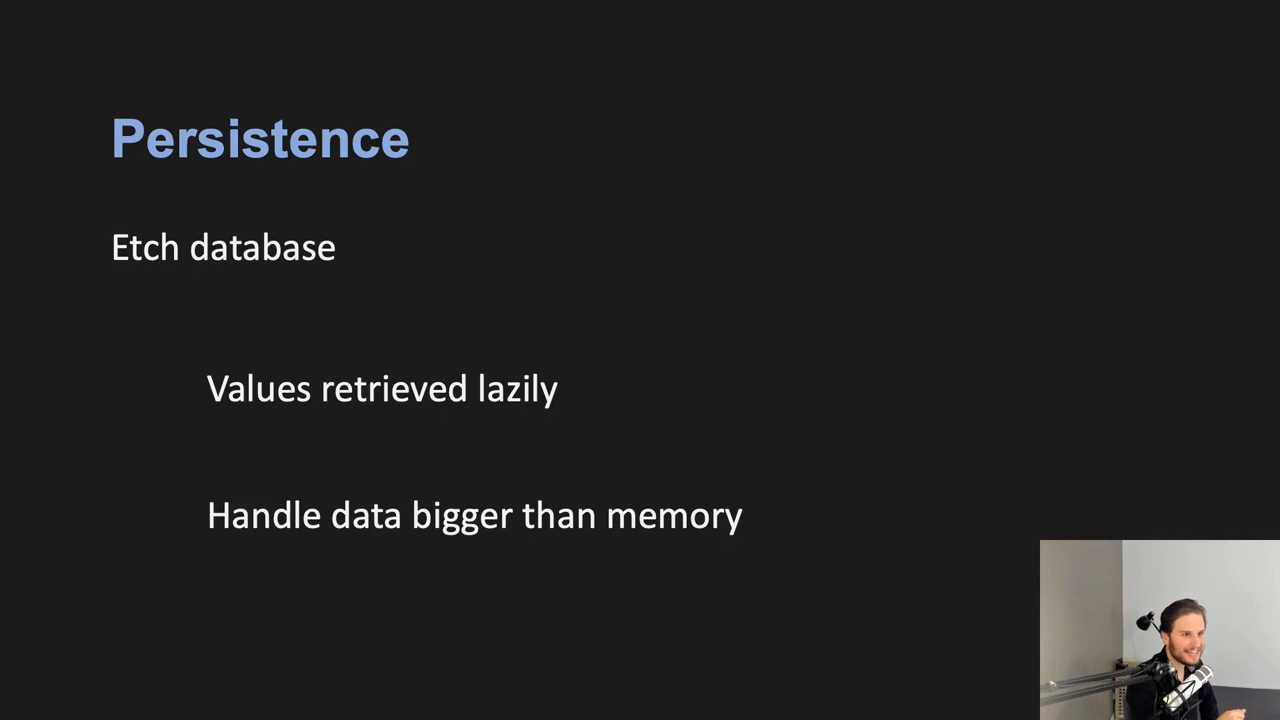 Persistence
Etch database
Values retrieved lazily
Handle data bigger than memory